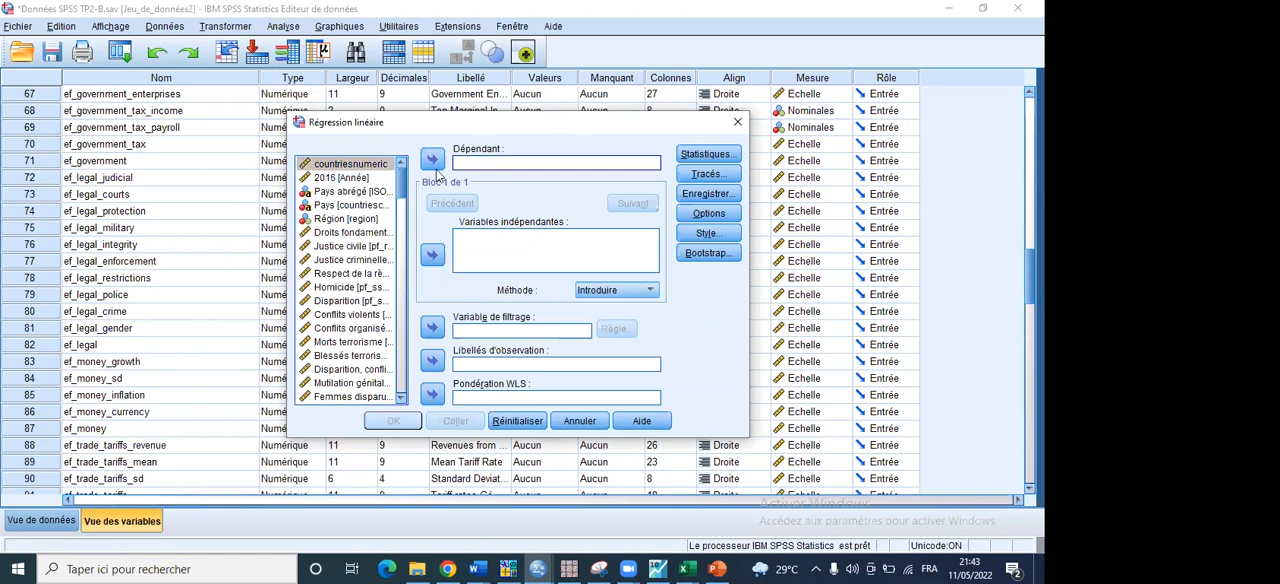 *Données SPSS TP2-B.sav [Jeu_de_données2] - IBM SPSS Statistics Editeur de données
Fichier Edition Affichage Données Transformer Analyse Graphiques Utilitaires Extensions Fenêtre Aide
Nom Type Largeur Décimales Libellé Valeurs Manquant Colonnes Align Mesure Rôle
67 ef_government_enterprises Numérique 11 9 Government En... Aucun Aucun 27 Droite Echelle Entrée
68 ef_government_tax_income Nominales Entrée
69 ef_government_tax_payroll Nominales Entrée
70 ef_government_tax Echelle Entrée
71 ef_government Echelle Entrée
72 ef_legal_judicial Echelle Entrée
73 ef_legal_courts Echelle Entrée
74 ef_legal_protection Echelle Entrée
75 ef_legal_military Echelle Entrée
76 ef_legal_integrity Echelle Entrée
77 ef_legal_enforcement Echelle Entrée
78 ef_legal_restrictions Echelle Entrée
79 ef_legal_police Echelle Entrée
80 ef_legal_crime Echelle Entrée
81 ef_legal_gender Echelle Entrée
82 ef_legal Echelle Entrée
83 ef_money_growth Echelle Entrée
84 ef_money_sd Echelle Entrée
85 ef_money_inflation Echelle Entrée
86 ef_money_currency Echelle Entrée
87 ef_money Echelle Entrée
88 ef_trade_tariffs_revenue Numérique 11 9 Revenues from ... Aucun Aucun 26 Droite Echelle Entrée
89 ef_trade_tariffs_mean Numérique 11 9 Mean Tariff Rate Aucun Aucun 23 Droite Echelle Entrée
90 ef_trade_tariffs_sd Numérique 6 4 Standard Deviat... Aucun Aucun 8 Droite Echelle Entrée
Régression linéaire
countriesnumeric
2016 [Année]
Pays abrégé [ISO...
Pays [countriesc...
Région [region]
Droits fondament...
Justice civile [pf_r...
Justice criminelle...
Respect de la rè...
Homicide [pf_ss...
Disparition [pf_s...
Conflits violents [...
Conflits organisé...
Morts terrorisme [...
Blessés terroris...
Disparition, confli...
Mutilation génital...
Femmes disparu...
Dépendant :
Bloc 1 de 1
Précédent Suivant
Variables indépendantes :
Méthode : Introduire
Variable de filtrage :
Règle...
Libellés d'observation :
Pondération WLS :
Statistiques...
Tracés...
Enregistrer...
Options
Style...
Bootstrap...
OK Coller Réinitialiser Annuler Aide
Activer Windows
Accédez aux paramètres pour activer Windows.
Vue de données Vue des variables
Le processeur IBM SPSS Statistics est prêt Unicode:ON
Taper ici pour rechercher
29°C FRA 21:43
11/05/2022 2